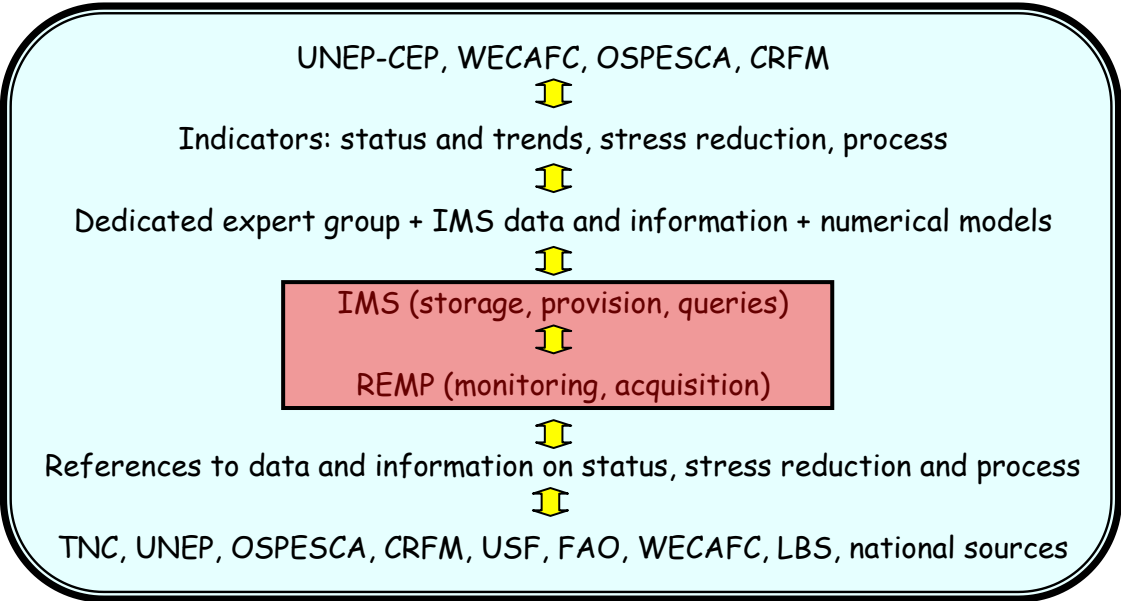 UNEP-CEP, WECAFC, OSPESCA, CRFM
Indicators: status and trends, stress reduction, process
Dedicated expert group + IMS data and information + numerical models
IMS (storage, provision, queries)
REMP (monitoring, acquisition)
References to data and information on status, stress reduction and process
TNC, UNEP, OSPESCA, CRFM, USF, FAO, WECAFC, LBS, national sources